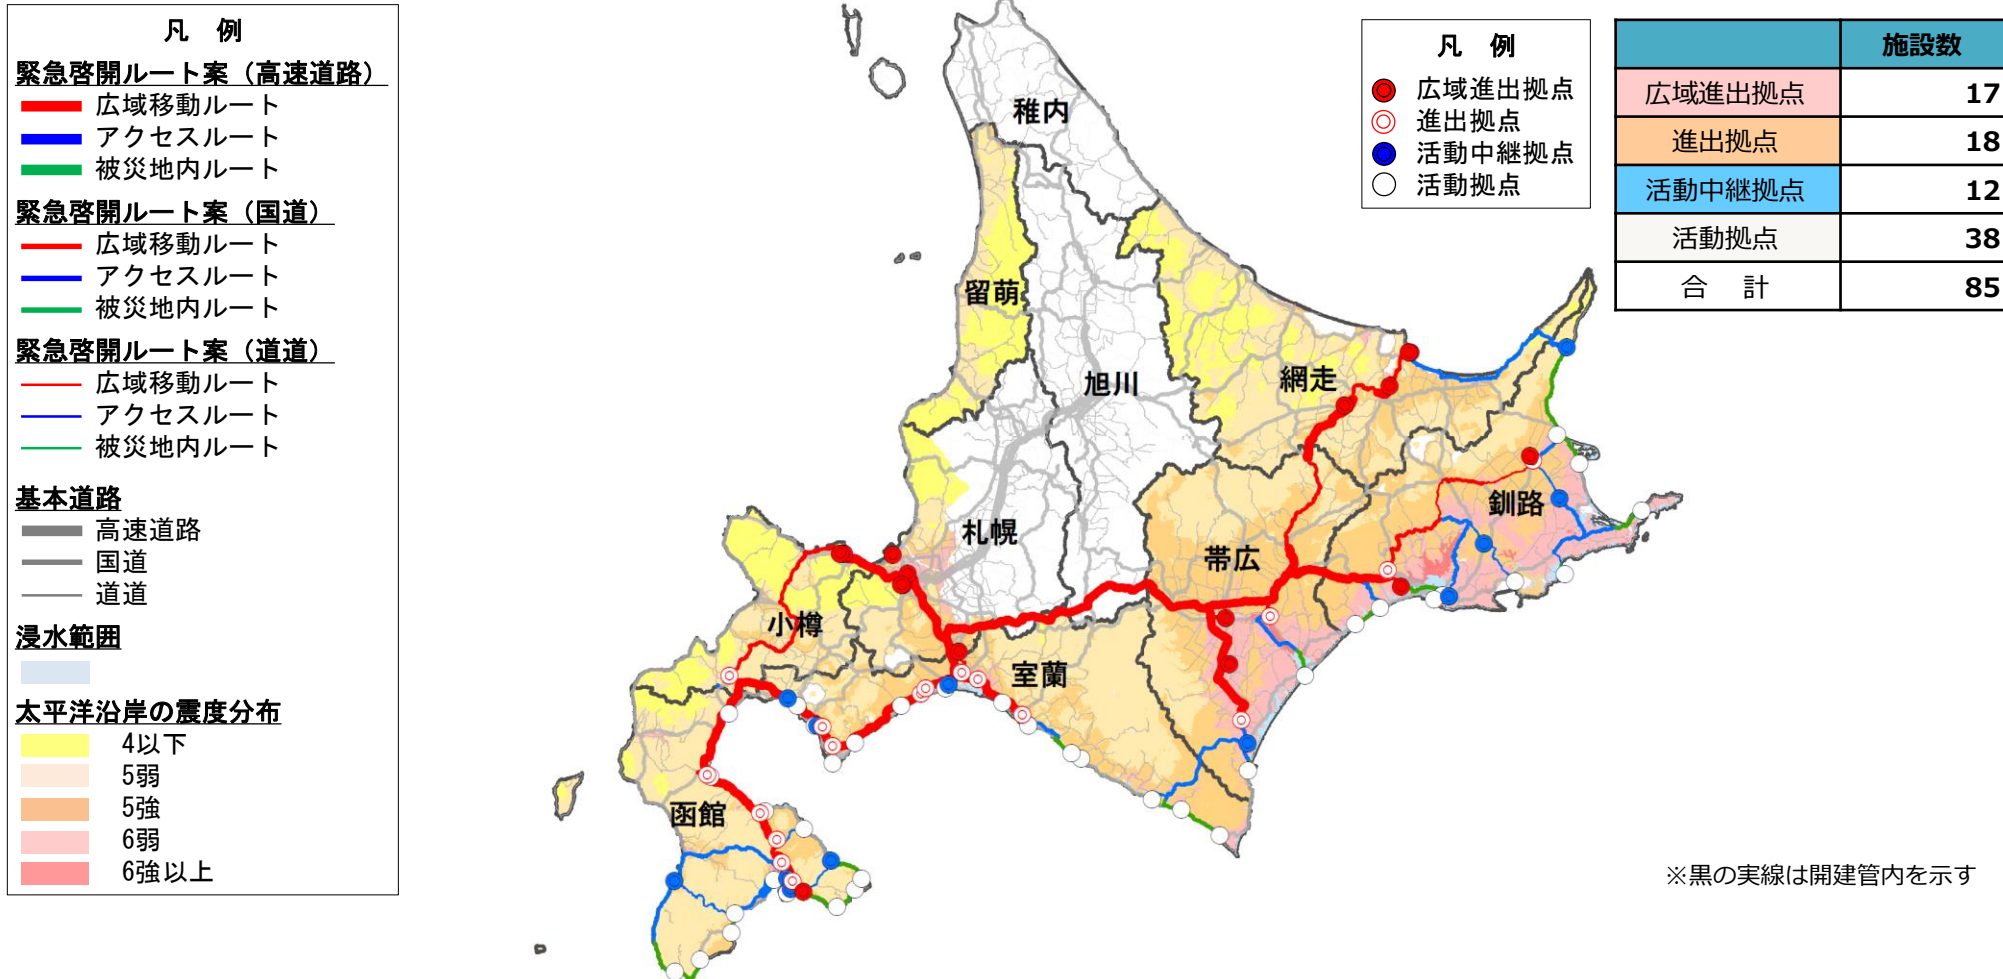 凡 例
緊急啓開ルート案（高速道路）
広域移動ルート
アクセスルート
被災地内ルート
緊急啓開ルート案（国道）
広域移動ルート
アクセスルート
被災地内ルート
緊急啓開ルート案（道道）
広域移動ルート
アクセスルート
被災地内ルート
基本道路
高速道路
国道
道道
浸水範囲
太平洋沿岸の震度分布
4以下
5弱
5強
6弱
6強以上
稚内
留萌
旭川
網走
札幌
帯広
釧路
小樽
室蘭
函館
凡 例
広域進出拠点
進出拠点
活動中継拠点
活動拠点
施設数
広域進出拠点 17
進出拠点 18
活動中継拠点 12
活動拠点 38
合 計 85
※黒の実線は開建管内を示す